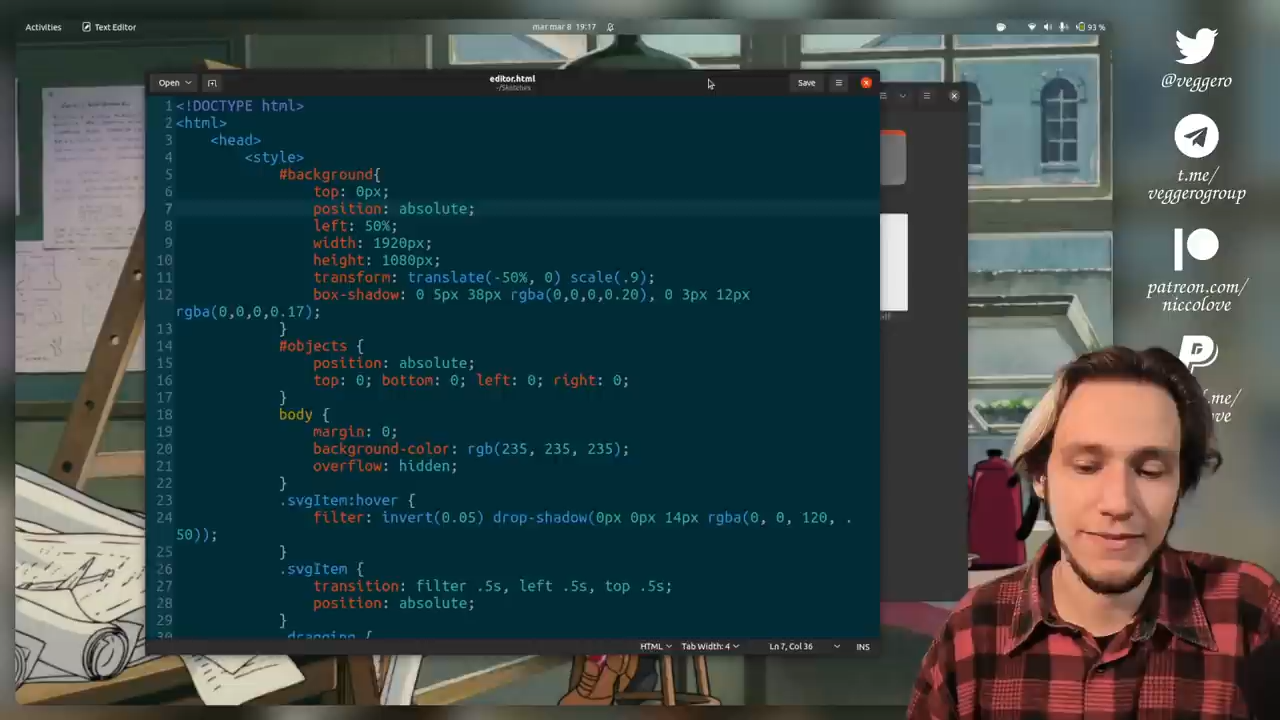 Activities
Text Editor
mar mar 8 19:17
93 %
Open
editor.html
~/Sketches
Save
1 <!DOCTYPE html>
2 <html>
3 <head>
4 <style>
5 #background{
6 top: 0px;
7 position: absolute;
8 left: 50%;
9 width: 1920px;
10 height: 1080px;
11 transform: translate(-50%, 0) scale(.9);
12 box-shadow: 0 5px 38px rgba(0,0,0,0.20), 0 3px 12px
rgba(0,0,0,0.17);
13 }
14 #objects {
15 position: absolute;
16 top: 0; bottom: 0; left: 0; right: 0;
17 }
18 body {
19 margin: 0;
20 background-color: rgb(235, 235, 235);
21 overflow: hidden;
22 }
23 .svgItem:hover {
24 filter: invert(0.05) drop-shadow(0px 0px 14px rgba(0, 0, 120, .
50));
25 }
26 .svgItem {
27 transition: filter .5s, left .5s, top .5s;
28 position: absolute;
29 }
30 .dragging {
HTML
Tab Width: 4
Ln 7, Col 36
INS
@veggero
t.me/
veggerogroup
patreon.com/
niccolove
.me/
ove